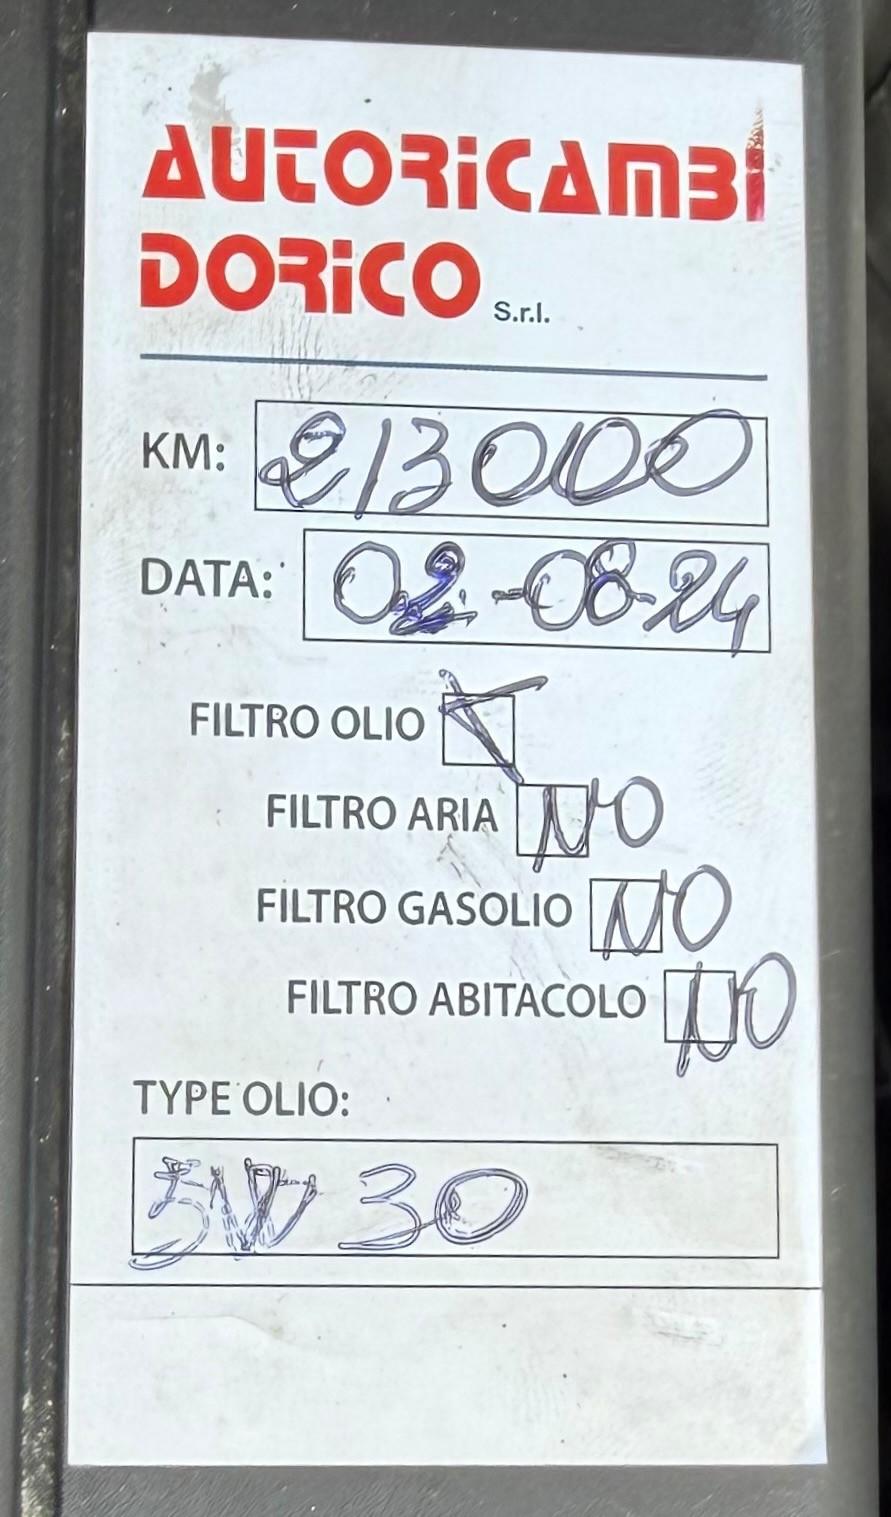 AUTORICAMBI
DORICO S.r.l.
KM: 213000
DATA: 02-08-24
FILTRO OLIO
FILTRO ARIA NO
FILTRO GASOLIO NO
FILTRO ABITACOLO NO
TYPE OLIO:
5W 30